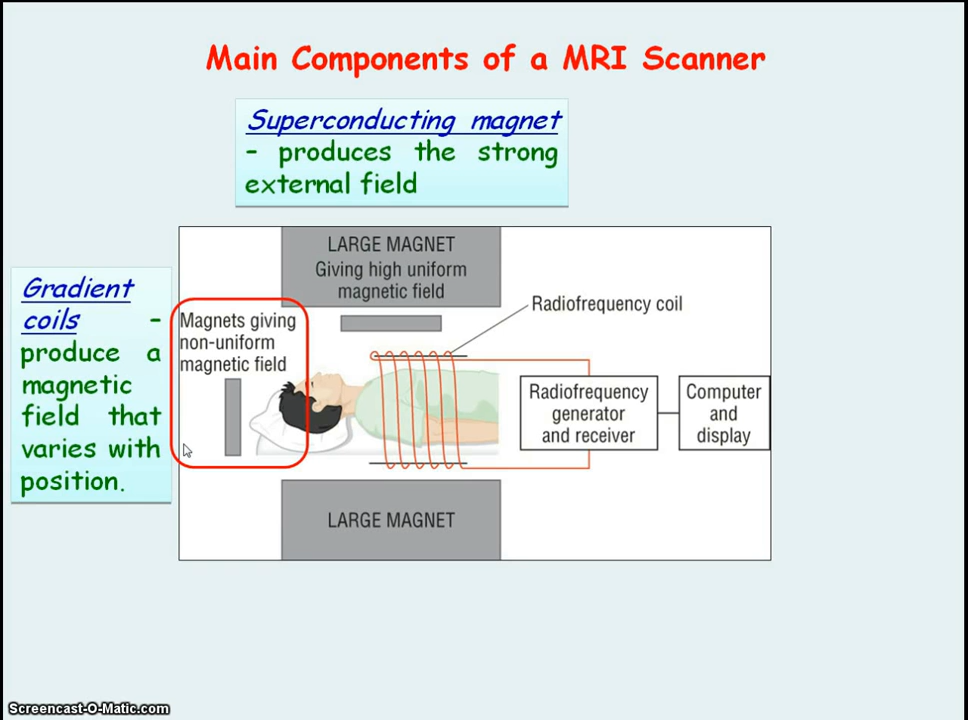 Main Components of a MRI Scanner
Superconducting magnet
– produces the strong
external field
Gradient
coils –
produce a
magnetic
field that
varies with
position.
LARGE MAGNET
Giving high uniform
magnetic field
Magnets giving
non-uniform
magnetic field
Radiofrequency coil
Radiofrequency
generator
and receiver
Computer
and
display
LARGE MAGNET
Screencast-O-Matic.com